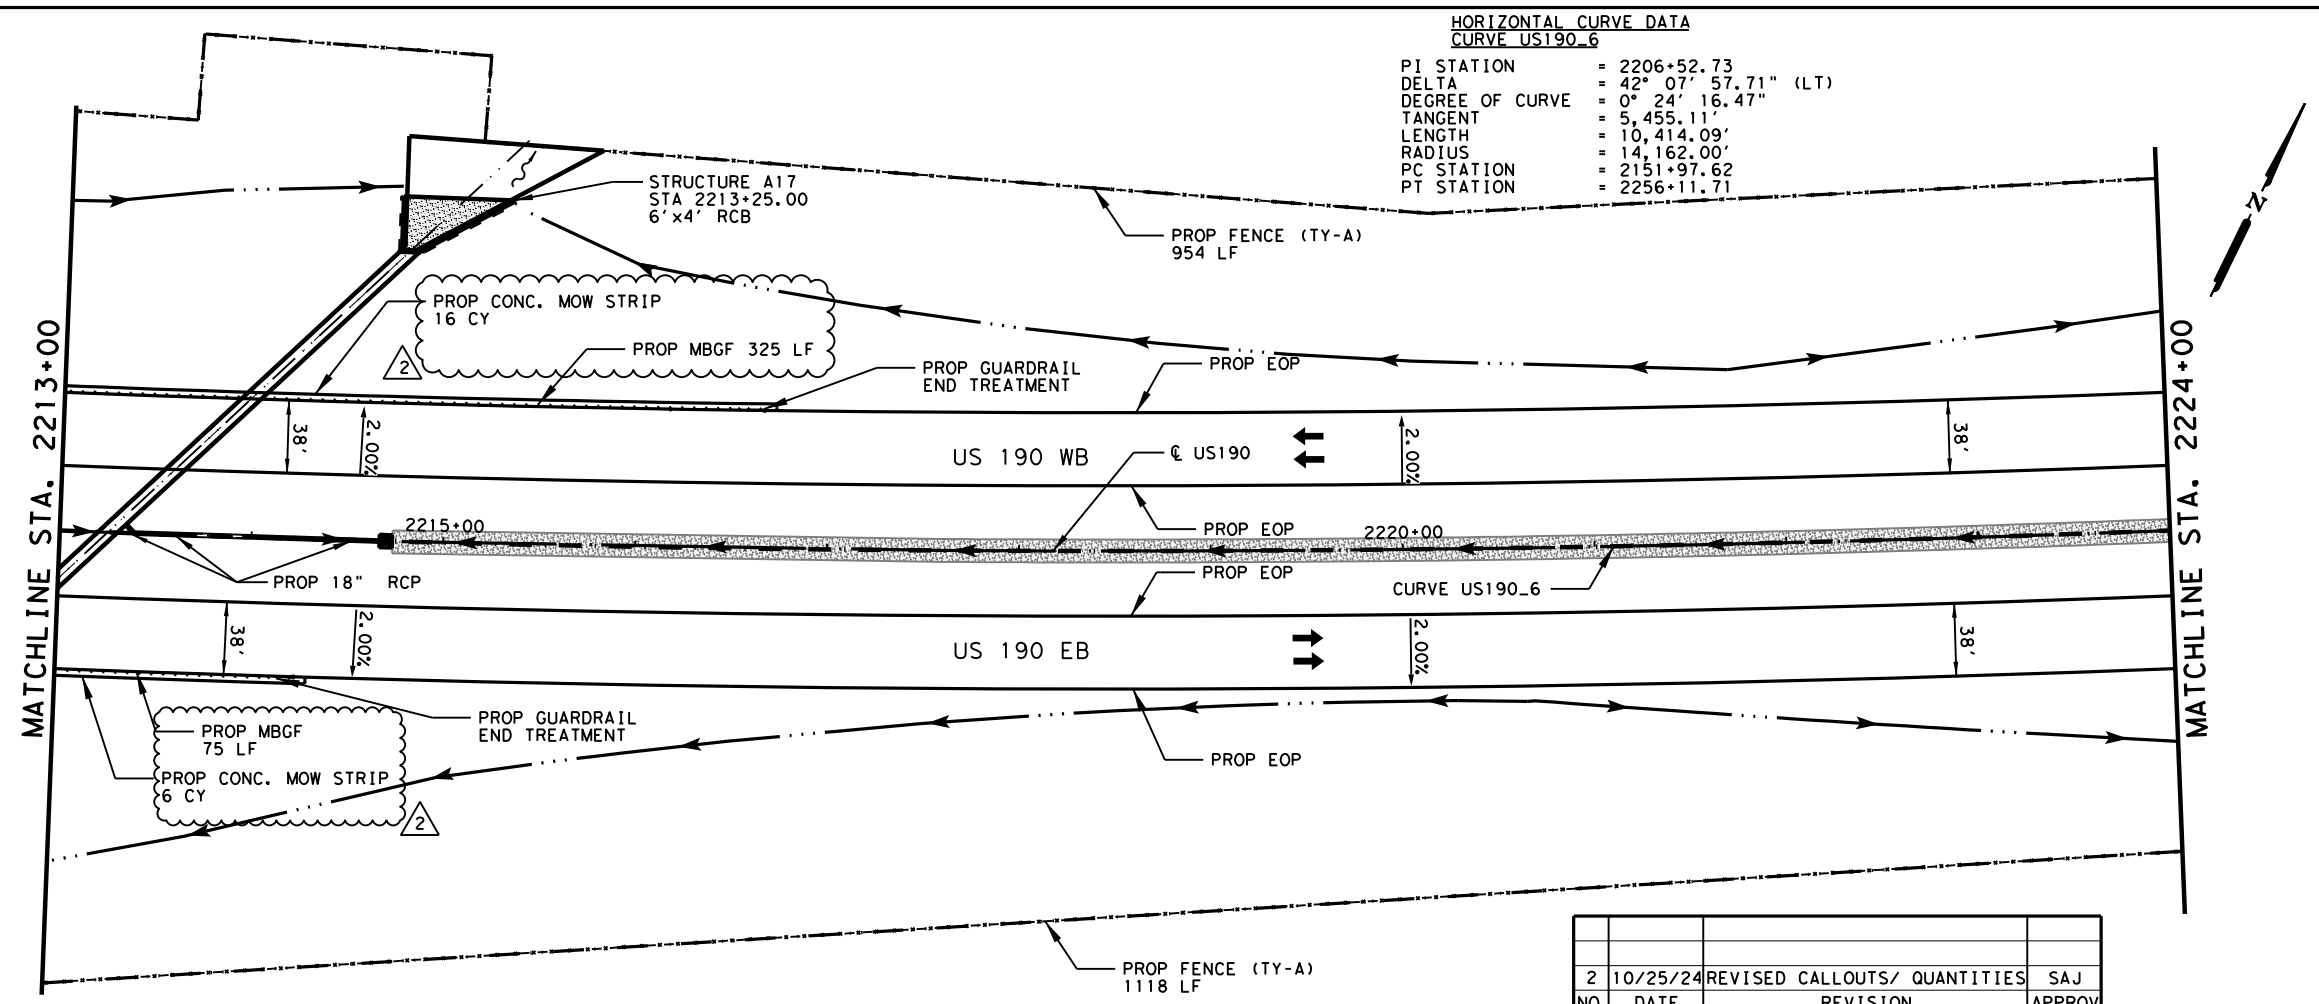 HORIZONTAL CURVE DATA
CURVE US190_6
PI STATION = 2206+52.73
DELTA = 42° 07' 57.71" (LT)
DEGREE OF CURVE = 0° 24' 16.47"
TANGENT = 5,455.11'
LENGTH = 10,414.09'
RADIUS = 14,162.00'
PC STATION = 2151+97.62
PT STATION = 2256+11.71
N
STRUCTURE A17
STA 2213+25.00
6'x4' RCB
PROP FENCE (TY-A)
954 LF
PROP CONC. MOW STRIP
16 CY
PROP MBGF 325 LF
2
PROP GUARDRAIL
END TREATMENT
PROP EOP
MATCHLINE STA. 2213+00
MATCHLINE STA. 2224+00
38'
2.00%
US 190 WB
℄ US190
2.00%
38'
2215+00
PROP EOP
2220+00
PROP 18" RCP
PROP EOP
CURVE US190_6
38'
2.00%
US 190 EB
2.00%
38'
PROP GUARDRAIL
END TREATMENT
PROP MBGF
75 LF
PROP CONC. MOW STRIP
6 CY
2
PROP EOP
PROP FENCE (TY-A)
1118 LF
2 10/25/24 REVISED CALLOUTS/ QUANTITIES SAJ
NO DATE REVISION APPROV